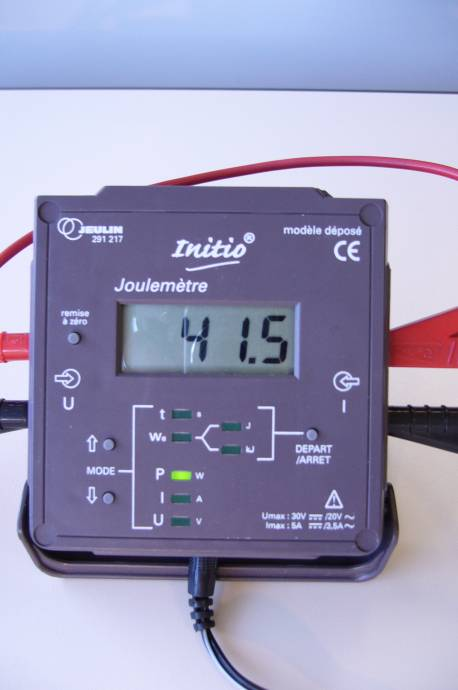 JEULIN
291 217
Initio®
modèle déposé
CE
Joulemètre
remise
à zéro
41.5
U
I
t s
We J
kJ
DEPART
/ARRET
MODE
P W
I A
U V
Umax : 30V ⎓ /20V ~
Imax : 5A ⎓ /3,5A ~